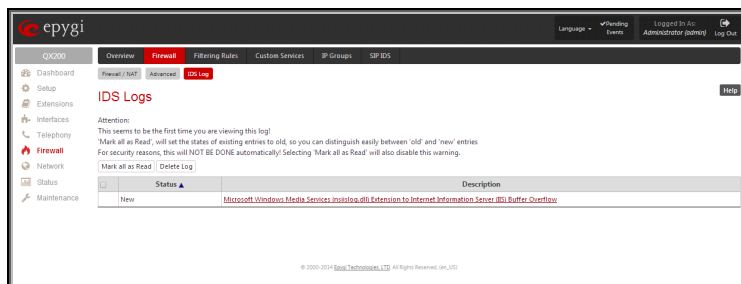 epygi
Language
Pending Events
Logged In As:
Administrator (admin)
Log Out
QX200
Overview
Firewall
Filtering Rules
Custom Services
IP Groups
SIP IDS
Dashboard
Setup
Extensions
Interfaces
Telephony
Firewall
Network
Status
Maintenance
Firewall / NAT
Advanced
IDS Log
Help
IDS Logs
Attention:
This seems to be the first time you are viewing this log!
'Mark all as Read', will set the states of existing entries to old, so you can distinguish easily between 'old' and 'new' entries
For security reasons, this will NOT BE DONE automatically! Selecting 'Mark all as Read' will also disable this warning.
Mark all as Read
Delete Log
Status
Description
New
Microsoft Windows Media Services (nsiislog.dll) Extension to Internet Information Server (IIS) Buffer Overflow
© 2000-2014 Epygi Technologies, LTD. All Rights Reserved. (en_US)